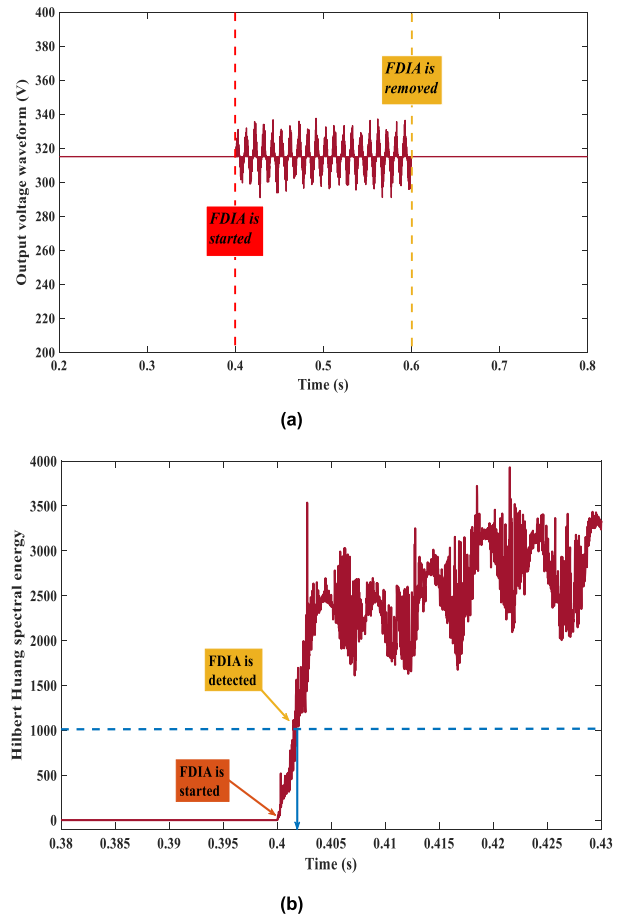 400
380
360
340
320
300
280
260
240
220
200
Output voltage waveform (V)
FDIA is
removed
FDIA is
started
0.2
0.3
0.4
0.5
0.6
0.7
0.8
Time (s)
(a)
4000
3500
3000
2500
2000
1500
1000
500
0
Hilbert Huang spectral energy
FDIA is
detected
FDIA is
started
0.38
0.385
0.39
0.395
0.4
0.405
0.41
0.415
0.42
0.425
0.43
Time (s)
(b)